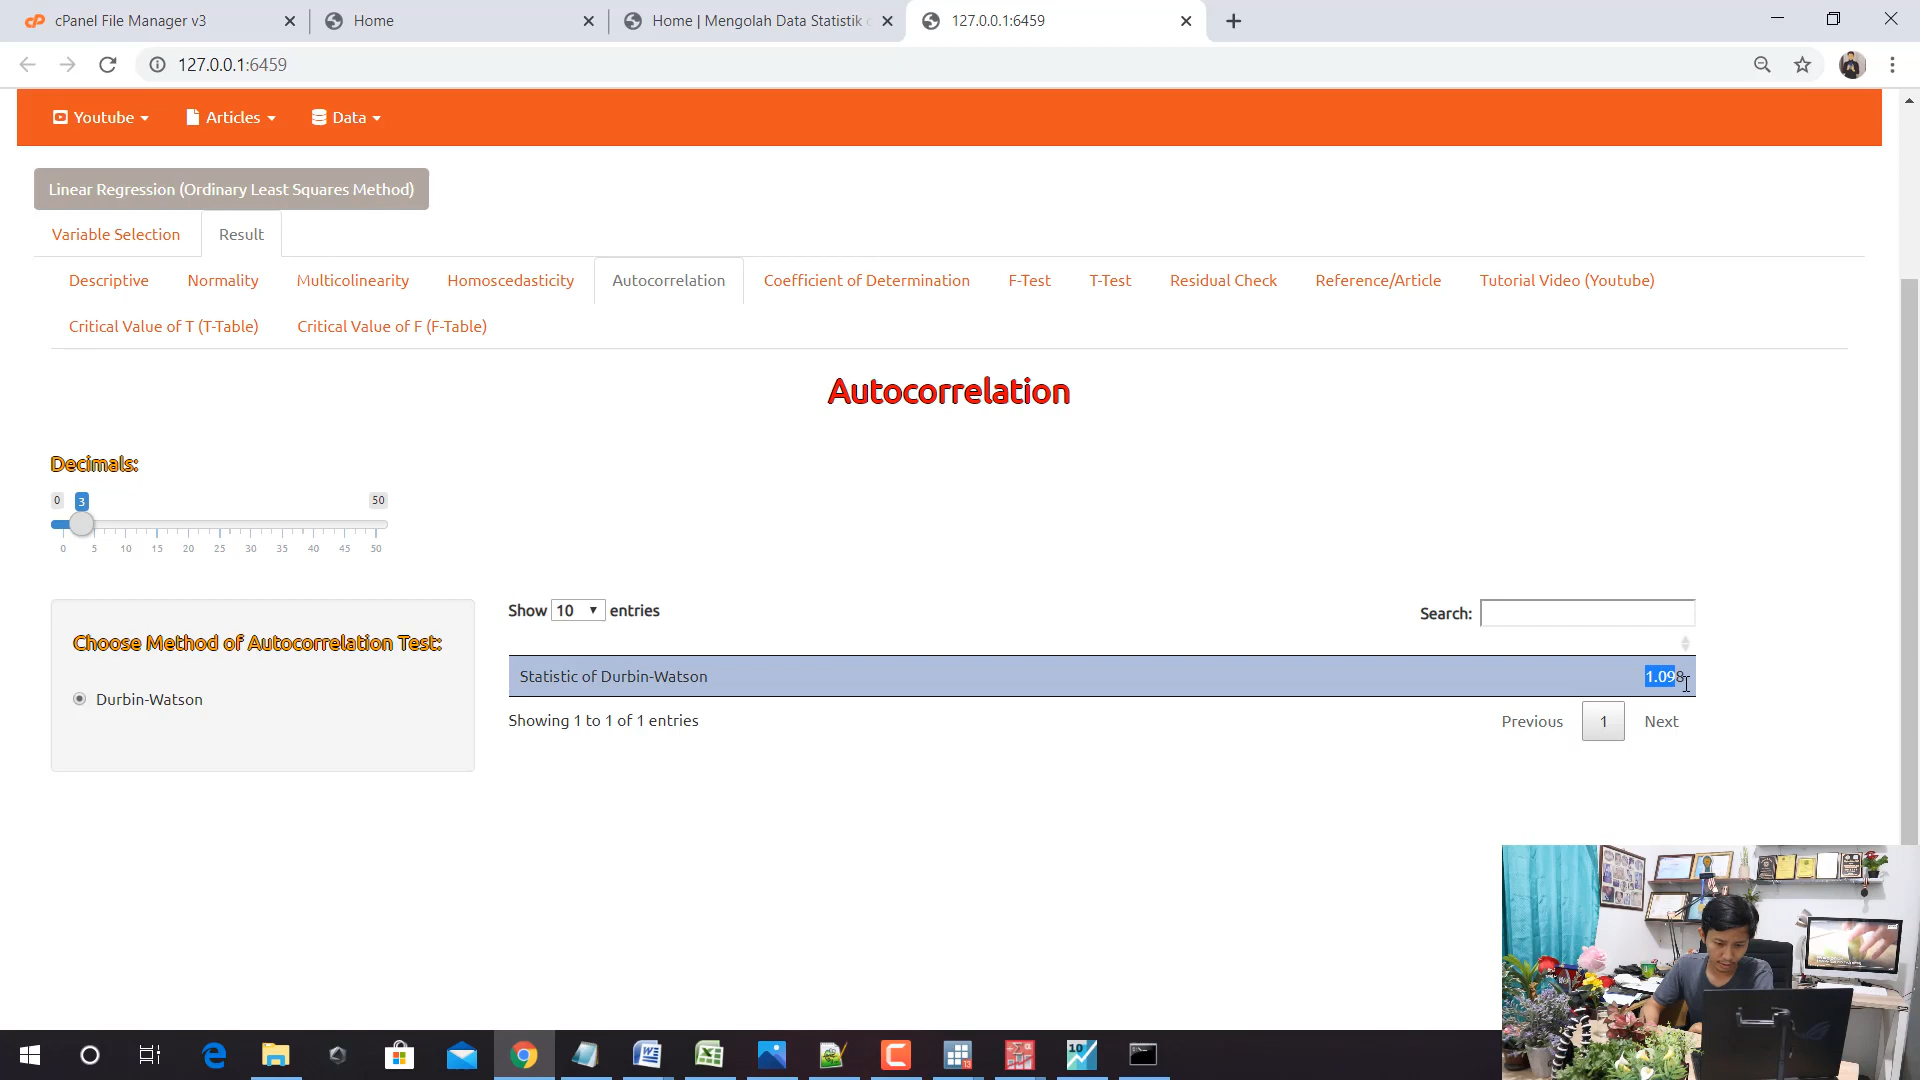 cPanel File Manager v3
Home
Home | Mengolah Data Statistik
127.0.0.1:6459
127.0.0.1:6459
Youtube
Articles
Data
Linear Regression (Ordinary Least Squares Method)
Variable Selection
Result
Descriptive
Normality
Multicolinearity
Homoscedasticity
Autocorrelation
Coefficient of Determination
F-Test
T-Test
Residual Check
Reference/Article
Tutorial Video (Youtube)
Critical Value of T (T-Table)
Critical Value of F (F-Table)
Autocorrelation
Decimals:
0
3
50
0 5 10 15 20 25 30 35 40 45 50
Choose Method of Autocorrelation Test:
Durbin-Watson
Show 10 entries
Search:
Statistic of Durbin-Watson
1.098
Showing 1 to 1 of 1 entries
Previous
1
Next